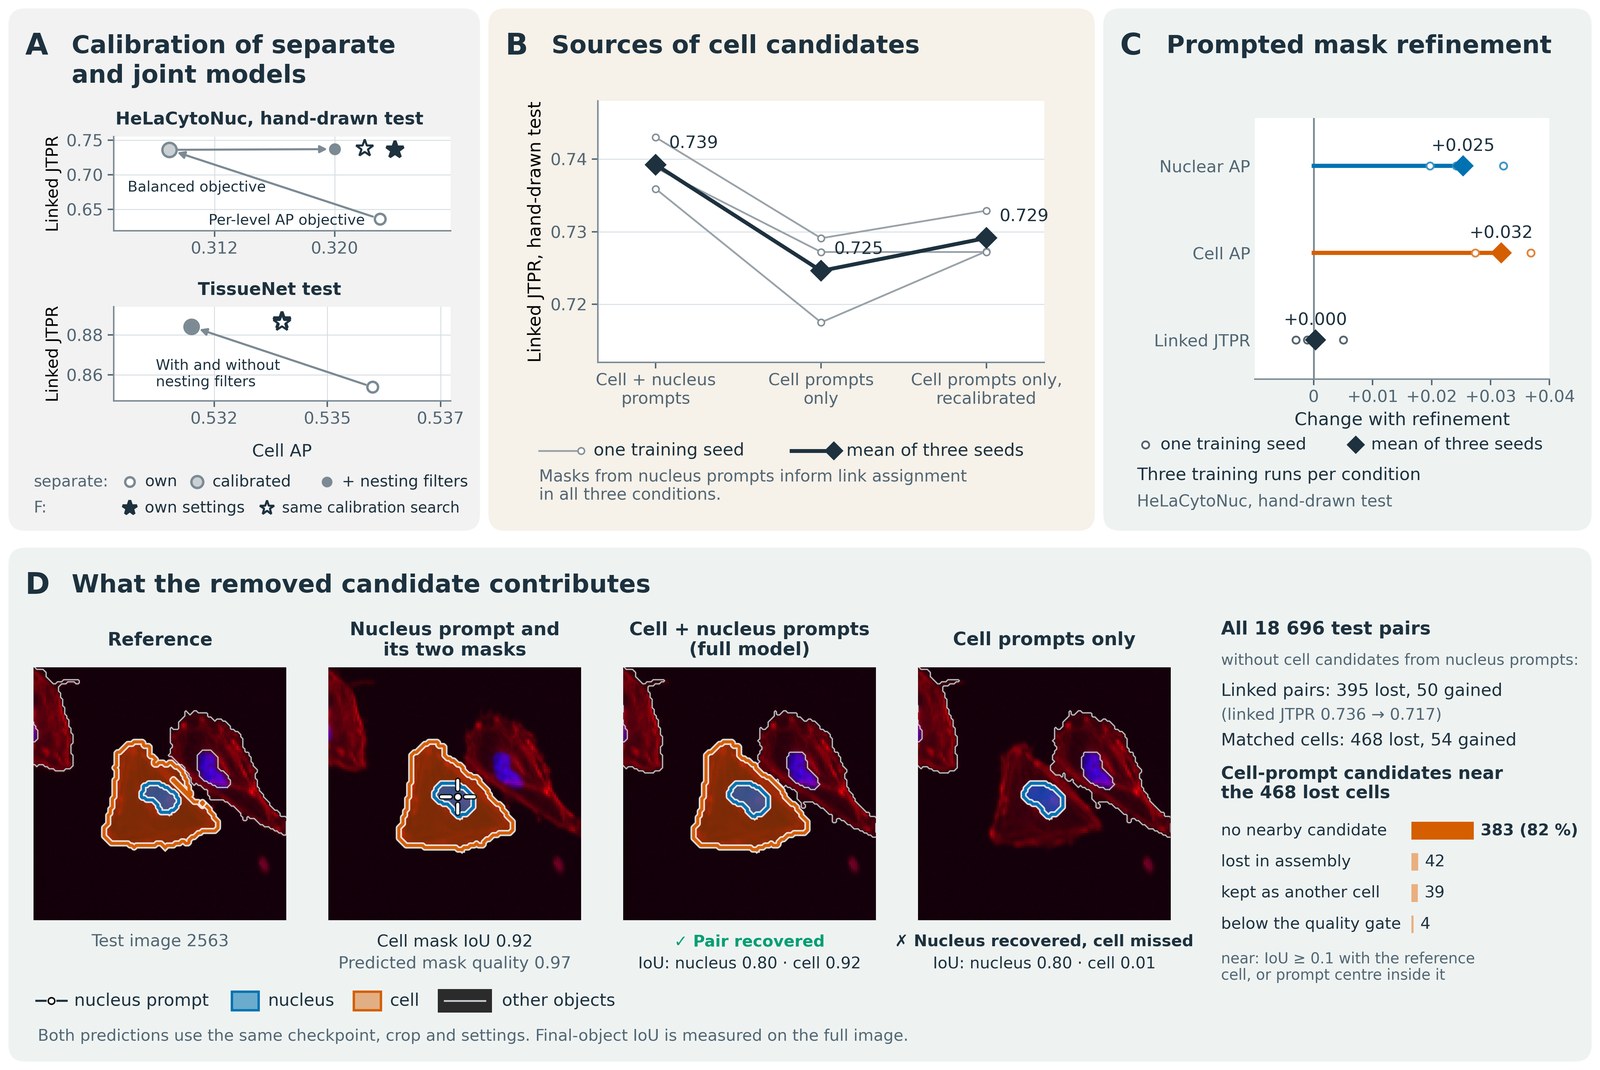 A Calibration of separate
and joint models
HeLaCytoNuc, hand-drawn test
Linked JTPR
0.75
0.70
0.65
Balanced objective
Per-level AP objective
0.312 0.320
TissueNet test
Linked JTPR
0.88
0.86
With and without
nesting filters
0.532 0.535 0.537
Cell AP
separate: own calibrated + nesting filters
F: own settings same calibration search
B Sources of cell candidates
Linked JTPR, hand-drawn test
0.74
0.73
0.72
0.739
0.725
0.729
Cell + nucleus
prompts
Cell prompts
only
Cell prompts only,
recalibrated
one training seed mean of three seeds
Masks from nucleus prompts inform link assignment
in all three conditions.
C Prompted mask refinement
Nuclear AP
+0.025
Cell AP
+0.032
Linked JTPR
+0.000
0 +0.01 +0.02 +0.03 +0.04
Change with refinement
one training seed mean of three seeds
Three training runs per condition
HeLaCytoNuc, hand-drawn test
D What the removed candidate contributes
Reference
Test image 2563
Nucleus prompt and
its two masks
Cell mask IoU 0.92
Predicted mask quality 0.97
Cell + nucleus prompts
(full model)
✓ Pair recovered
IoU: nucleus 0.80 · cell 0.92
Cell prompts only
✗ Nucleus recovered, cell missed
IoU: nucleus 0.80 · cell 0.01
nucleus prompt nucleus cell other objects
Both predictions use the same checkpoint, crop and settings. Final-object IoU is measured on the full image.
All 18 696 test pairs
without cell candidates from nucleus prompts:
Linked pairs: 395 lost, 50 gained
(linked JTPR 0.736 → 0.717)
Matched cells: 468 lost, 54 gained
Cell-prompt candidates near
the 468 lost cells
no nearby candidate 383 (82 %)
lost in assembly 42
kept as another cell 39
below the quality gate 4
near: IoU ≥ 0.1 with the reference
cell, or prompt centre inside it